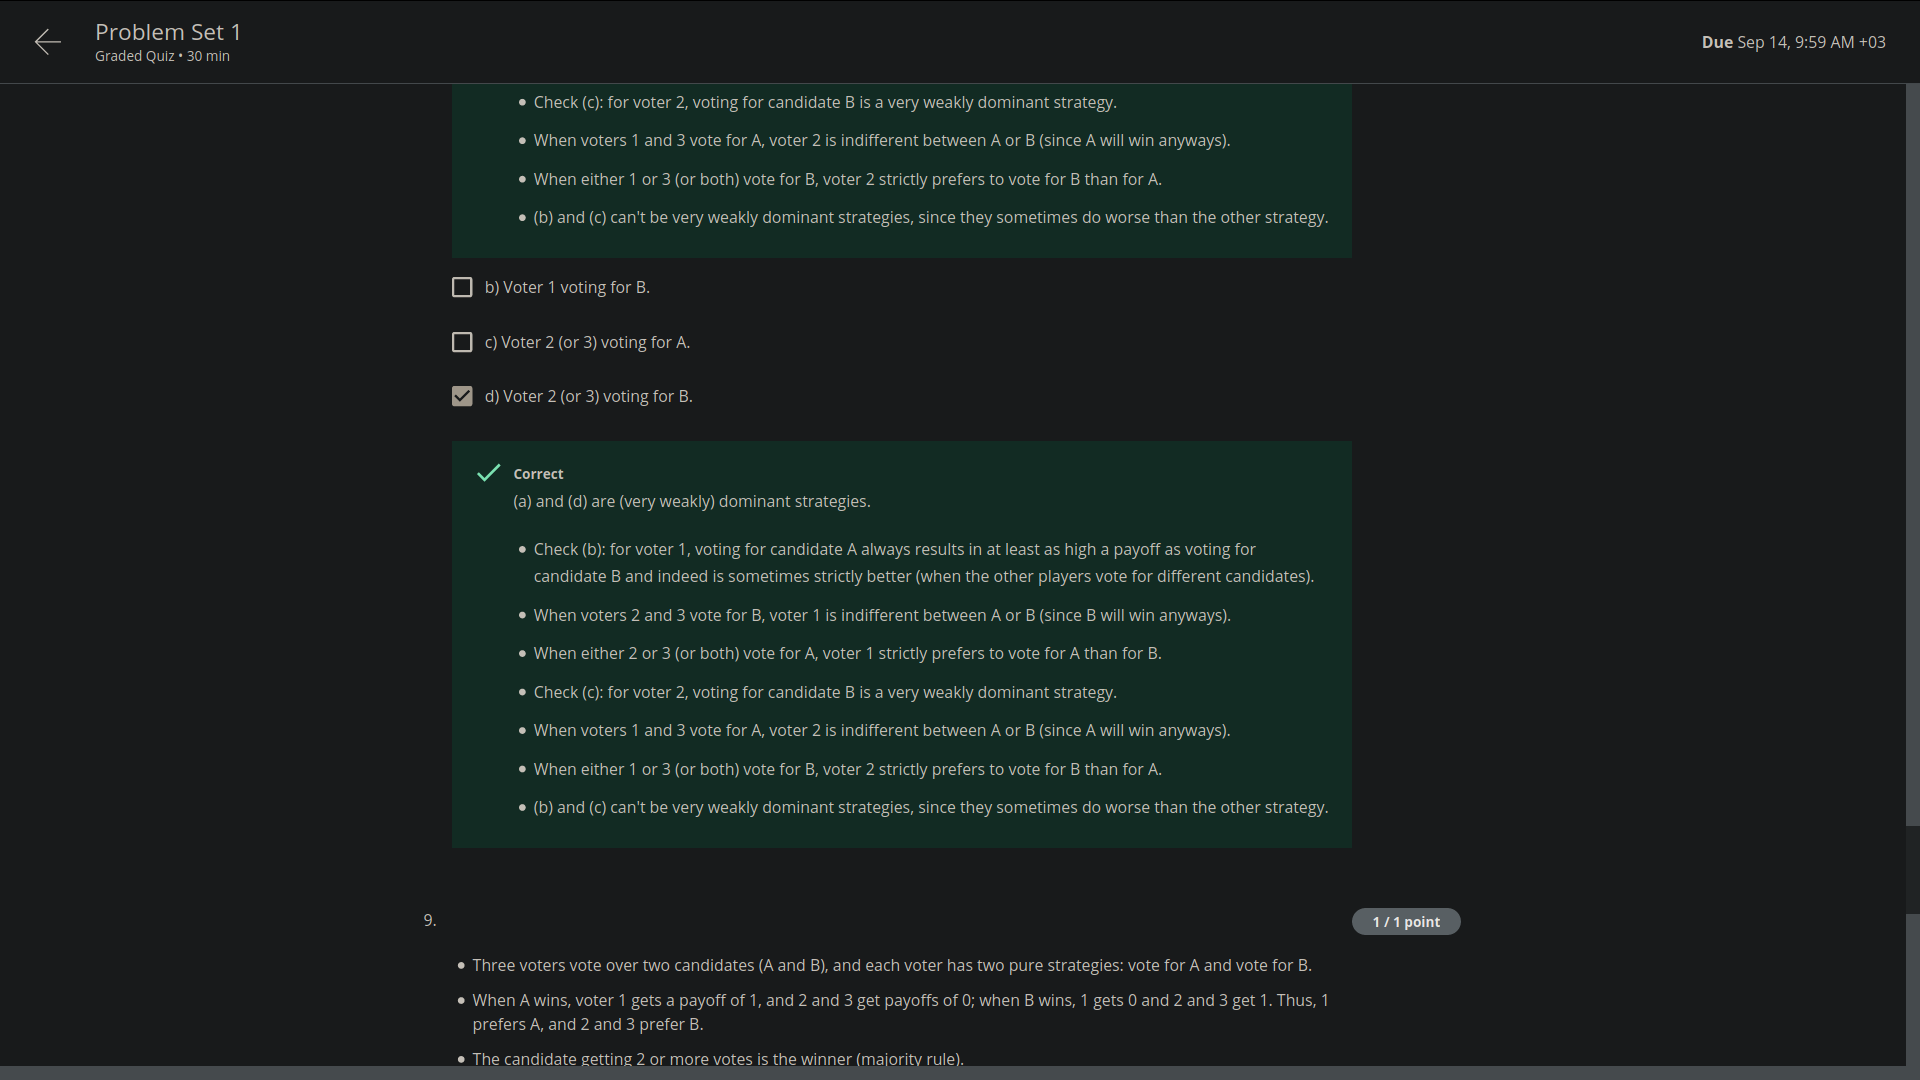 Problem Set 1
Graded Quiz • 30 min
Due Sep 14, 9:59 AM +03
• Check (c): for voter 2, voting for candidate B is a very weakly dominant strategy.
• When voters 1 and 3 vote for A, voter 2 is indifferent between A or B (since A will win anyways).
• When either 1 or 3 (or both) vote for B, voter 2 strictly prefers to vote for B than for A.
• (b) and (c) can't be very weakly dominant strategies, since they sometimes do worse than the other strategy.
b) Voter 1 voting for B.
c) Voter 2 (or 3) voting for A.
d) Voter 2 (or 3) voting for B.
Correct
(a) and (d) are (very weakly) dominant strategies.
• Check (b): for voter 1, voting for candidate A always results in at least as high a payoff as voting for
candidate B and indeed is sometimes strictly better (when the other players vote for different candidates).
• When voters 2 and 3 vote for B, voter 1 is indifferent between A or B (since B will win anyways).
• When either 2 or 3 (or both) vote for A, voter 1 strictly prefers to vote for A than for B.
• Check (c): for voter 2, voting for candidate B is a very weakly dominant strategy.
• When voters 1 and 3 vote for A, voter 2 is indifferent between A or B (since A will win anyways).
• When either 1 or 3 (or both) vote for B, voter 2 strictly prefers to vote for B than for A.
• (b) and (c) can't be very weakly dominant strategies, since they sometimes do worse than the other strategy.
9.
1 / 1 point
• Three voters vote over two candidates (A and B), and each voter has two pure strategies: vote for A and vote for B.
• When A wins, voter 1 gets a payoff of 1, and 2 and 3 get payoffs of 0; when B wins, 1 gets 0 and 2 and 3 get 1. Thus, 1
prefers A, and 2 and 3 prefer B.
• The candidate getting 2 or more votes is the winner (majority rule).